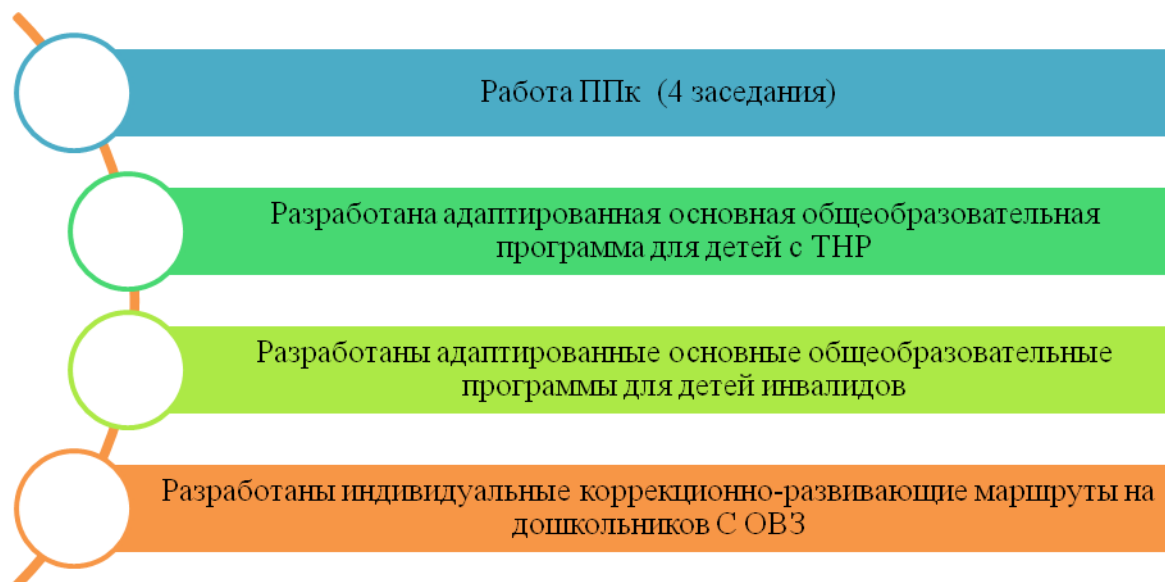 Работа ППк (4 заседания)
Разработана адаптированная основная общеобразовательная
программа для детей с ТНР
Разработаны адаптированные основные общеобразовательные
программы для детей инвалидов
Разработаны индивидуальные коррекционно-развивающие маршруты на
дошкольников С ОВЗ